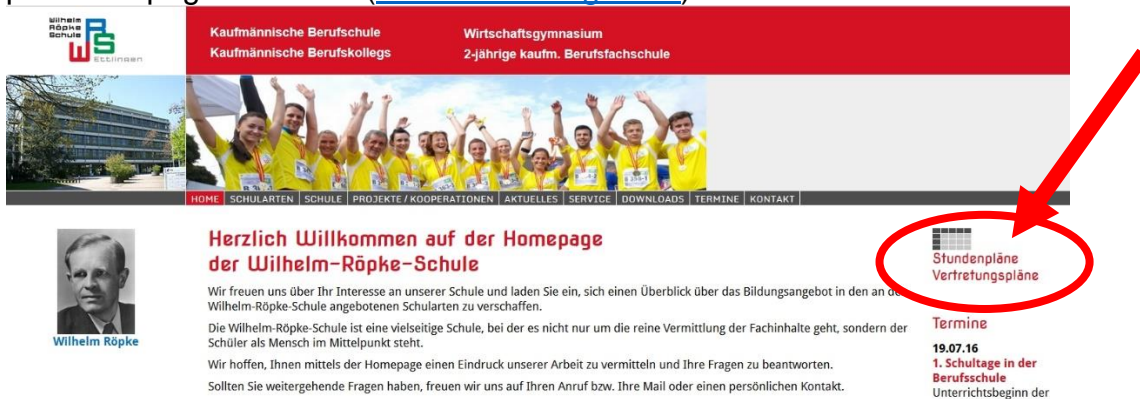 Wilhelm
Röpke
Schule
Ettlingen
Kaufmännische Berufschule
Kaufmännische Berufskollegs
Wirtschaftsgymnasium
2-jährige kaufm. Berufsfachschule
HOME SCHULARTEN SCHULE PROJEKTE / KOOPERATIONEN AKTUELLES SERVICE DOWNLOADS TERMINE KONTAKT
Wilhelm Röpke
Herzlich Willkommen auf der Homepage
der Wilhelm-Röpke-Schule
Wir freuen uns über Ihr Interesse an unserer Schule und laden Sie ein, sich einen Überblick über das Bildungsangebot in den an der
Wilhelm-Röpke-Schule angebotenen Schularten zu verschaffen.
Die Wilhelm-Röpke-Schule ist eine vielseitige Schule, bei der es nicht nur um die reine Vermittlung der Fachinhalte geht, sondern der
Schüler als Mensch im Mittelpunkt steht.
Wir hoffen, Ihnen mittels der Homepage einen Eindruck unserer Arbeit zu vermitteln und Ihre Fragen zu beantworten.
Sollten Sie weitergehende Fragen haben, freuen wir uns auf Ihren Anruf bzw. Ihre Mail oder einen persönlichen Kontakt.
Stundenpläne
Vertretungspläne
Termine
19.07.16
1. Schultage in der
Berufsschule
Unterrichtsbeginn der